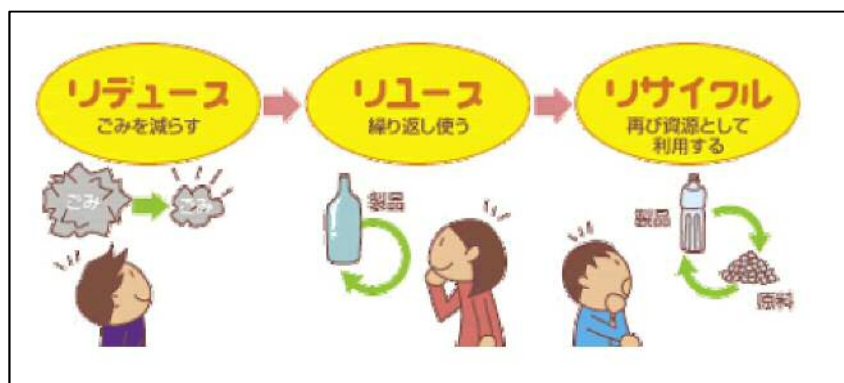 リデュース
ごみを減らす
リユース
繰り返し使う
リサイクル
再び資源として
利用する
ごみ
ごみ
製品
製品
原料